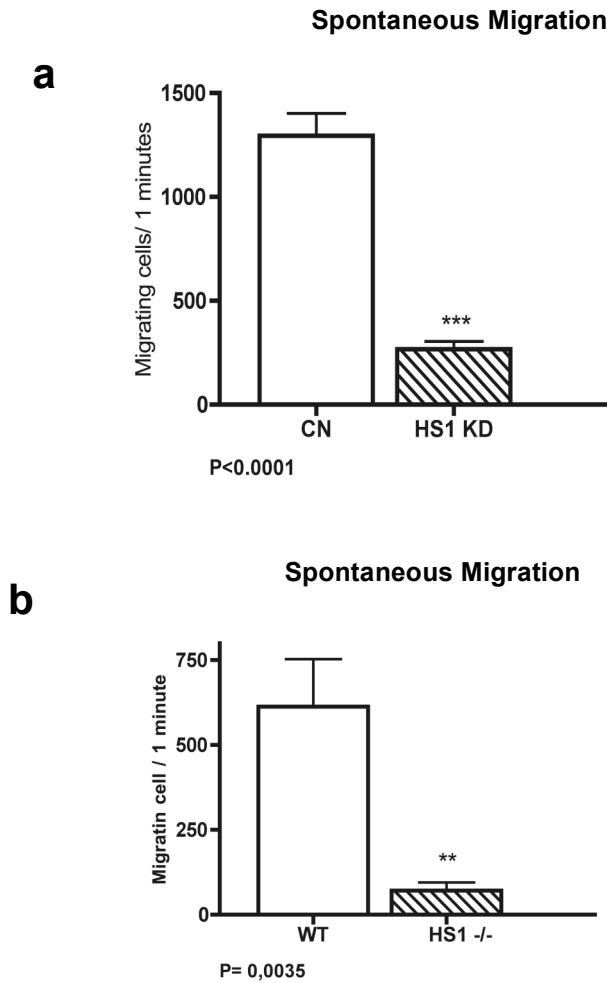 Spontaneous Migration
a
Migrating cells/ 1 minutes
1500
1000
500
0
***
CN HS1 KD
P<0.0001
Spontaneous Migration
b
Migratin cell / 1 minute
750
500
250
0
**
WT HS1 -/-
P= 0,0035